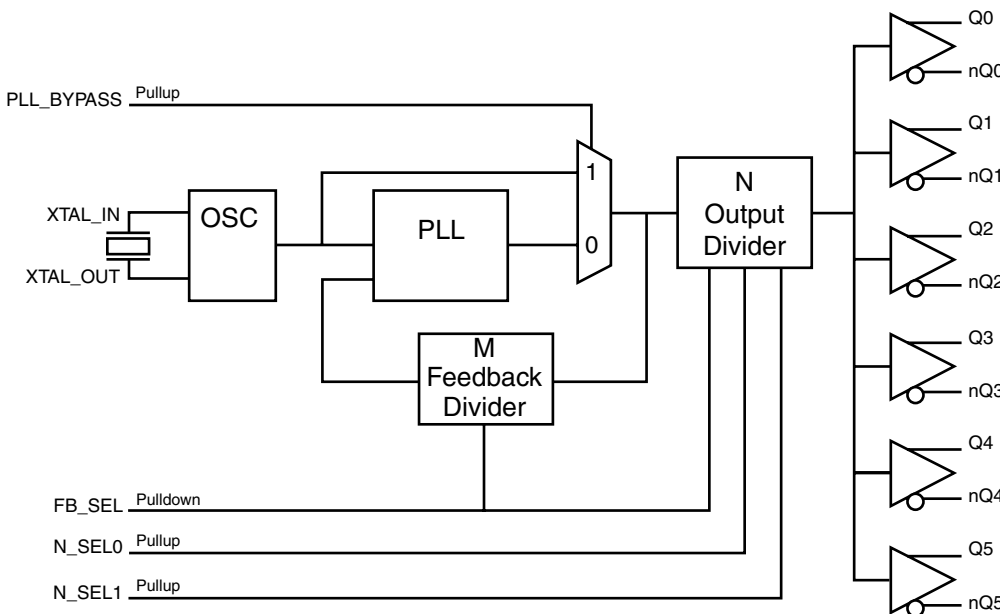 Q0
nQ0
PLL_BYPASS
Pullup
Q1
nQ1
1
N
Output
Divider
XTAL_IN
OSC
PLL
0
XTAL_OUT
Q2
nQ2
M
Feedback
Divider
Q3
nQ3
Q4
nQ4
FB_SEL
Pulldown
N_SEL0
Pullup
N_SEL1
Pullup
Q5
nQ5